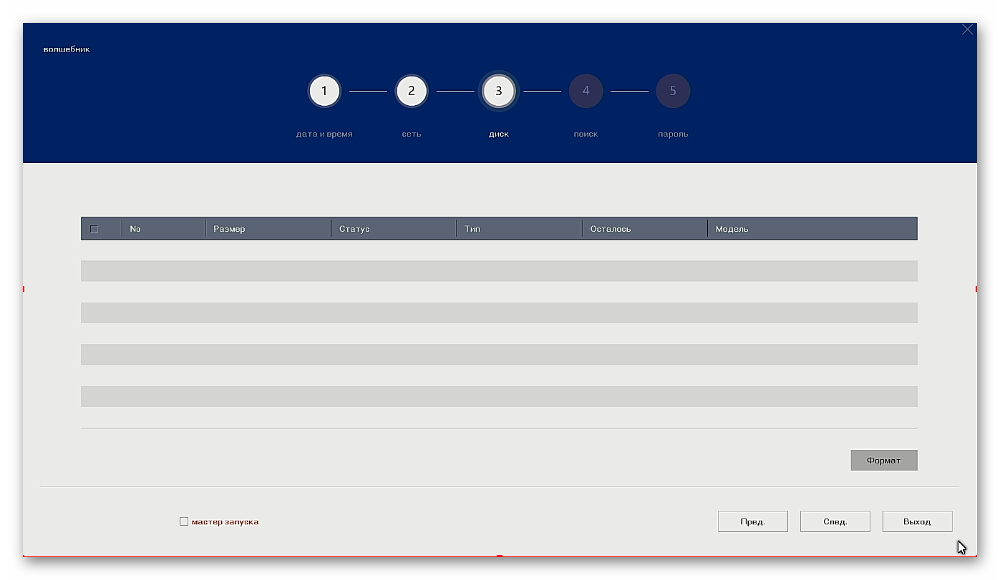 волшебник
1 2 3 4 5
дата и время сеть диск поиск пароль
No Размер Статус Тип Осталось Модель
Формат
мастер запуска Пред. След. Выход